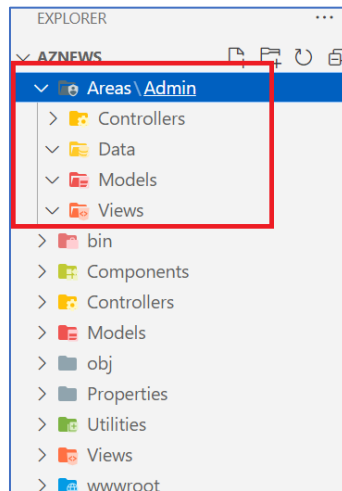 EXPLORER
AZNEWS
Areas\Admin
Controllers
Data
Models
Views
bin
Components
Controllers
Models
obj
Properties
Utilities
Views
wwwroot